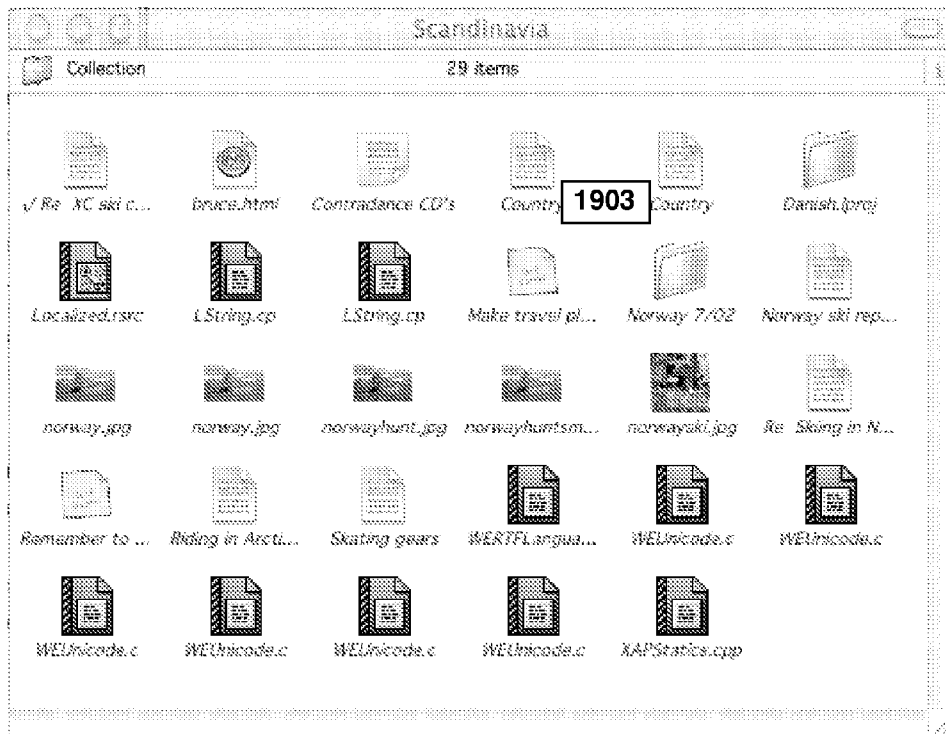 Scandinavia
Collection 29 items
√ Re XC ski c... bruce.html Contradance CD's Country 1903 Country Danish.lproj
Localized.rsrc LString.cp LString.cp Make travel pl... Norway 7/02 Norway ski rep...
norway.jpg norway.jpg norwayhunt.jpg norwayhuntsm... norwayski.jpg Re Skiing in N...
Remember to ... Riding in Arcti... Skating gears WERTFLangua... WEUnicode.c WEUnicode.c
WEUnicode.c WEUnicode.c WEUnicode.c WEUnicode.c XAPStatics.cpp